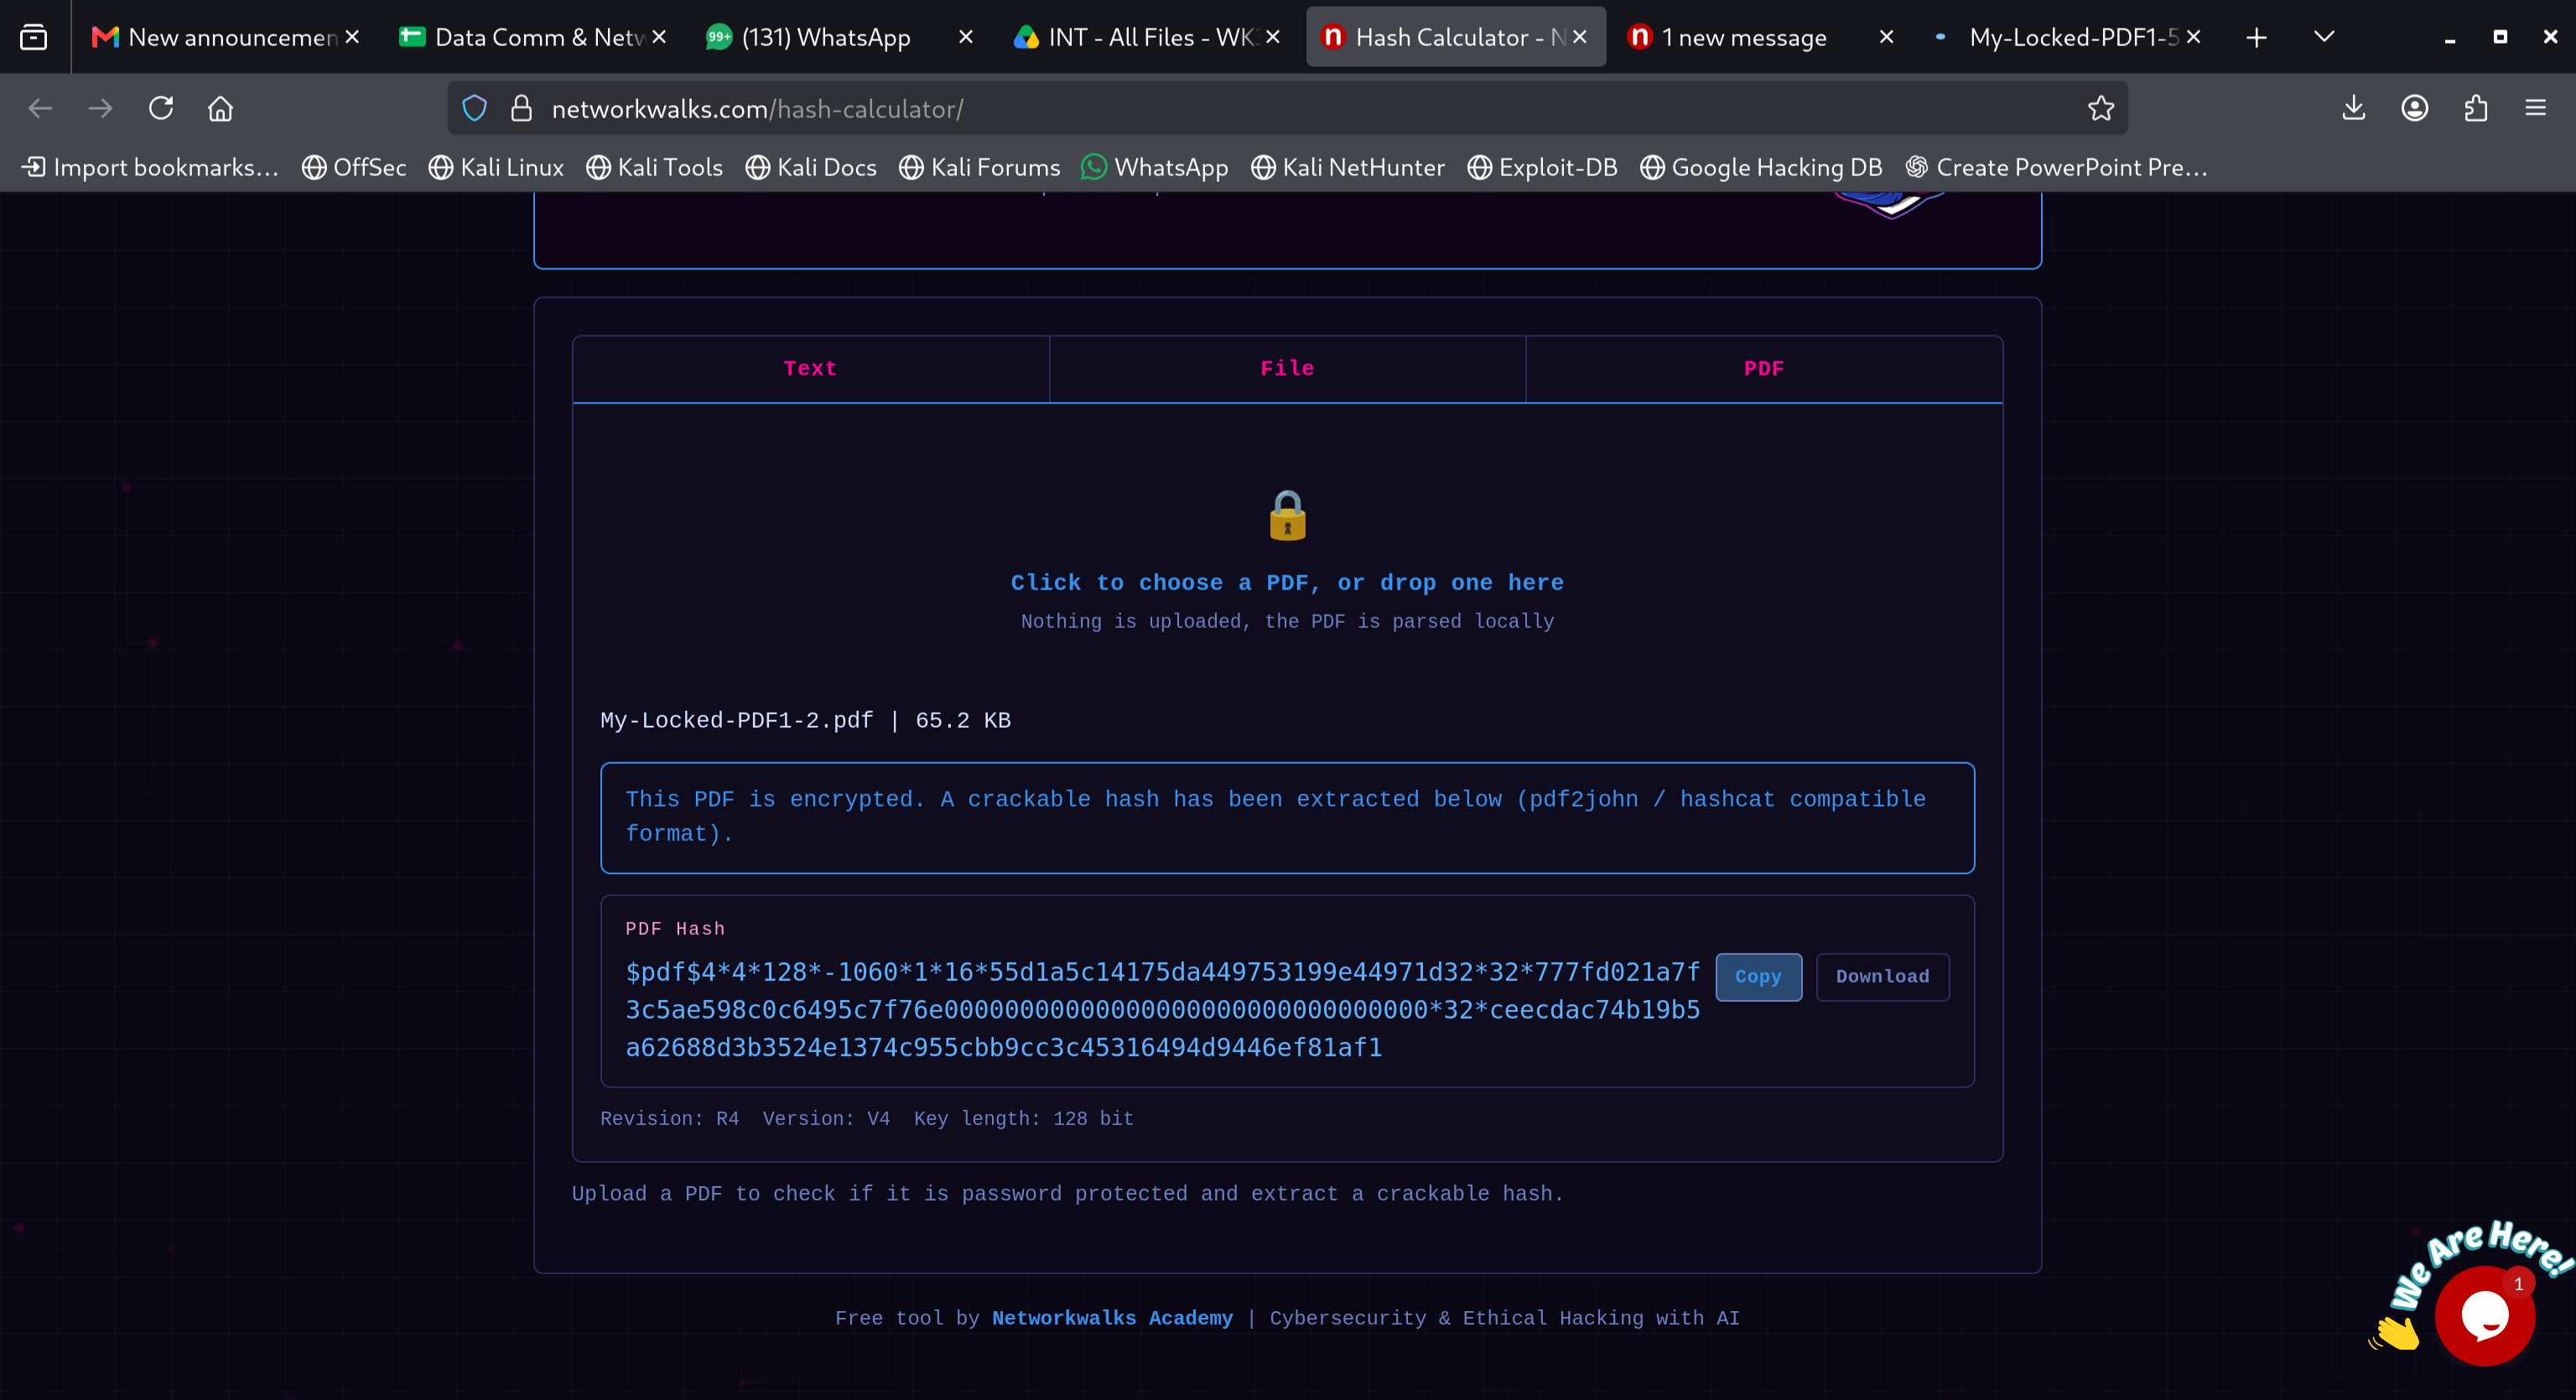 New announcemen
Data Comm & Netw
99+
(131) WhatsApp
INT - All Files - WK
Hash Calculator - N
1 new message
My-Locked-PDF1-5
networkwalks.com/hash-calculator/
Import bookmarks...
OffSec
Kali Linux
Kali Tools
Kali Docs
Kali Forums
WhatsApp
Kali NetHunter
Exploit-DB
Google Hacking DB
Create PowerPoint Pre...
Text
File
PDF
Click to choose a PDF, or drop one here
Nothing is uploaded, the PDF is parsed locally
My-Locked-PDF1-2.pdf | 65.2 KB
This PDF is encrypted. A crackable hash has been extracted below (pdf2john / hashcat compatible
format).
PDF Hash
$pdf$4*4*128*-1060*1*16*55d1a5c14175da449753199e44971d32*32*777fd021a7f
3c5ae598c0c6495c7f76e00000000000000000000000000000000*32*ceecdac74b19b5
a62688d3b3524e1374c955cbb9cc3c45316494d9446ef81af1
Copy
Download
Revision: R4 Version: V4 Key length: 128 bit
Upload a PDF to check if it is password protected and extract a crackable hash.
Free tool by Networkwalks Academy | Cybersecurity & Ethical Hacking with AI
We Are Here!
1